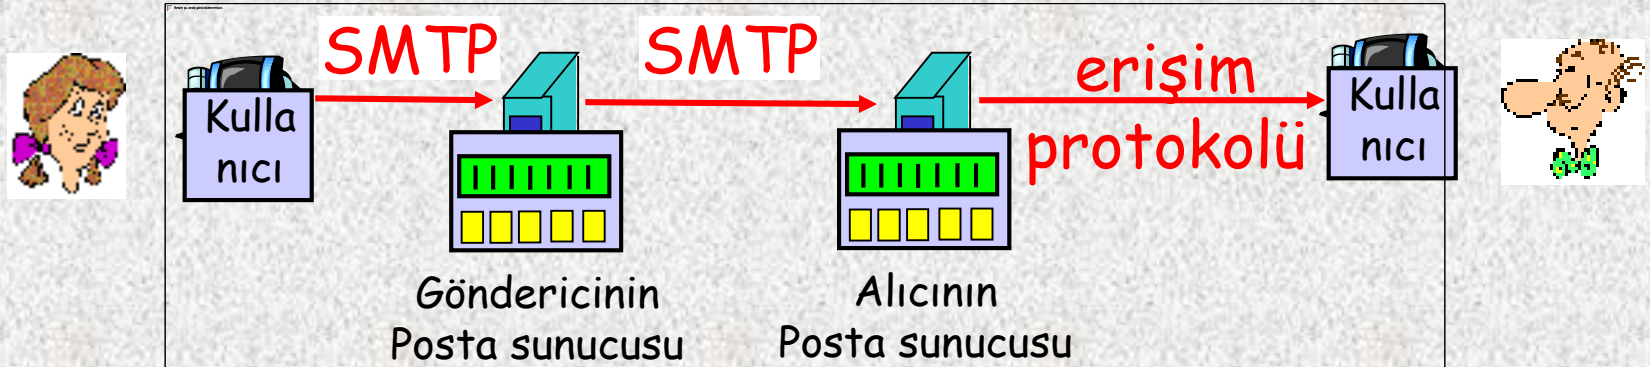 SMTP
SMTP
erişim
protokolü
Kulla
nıcı
Kulla
nıcı
Göndericinin
Posta sunucusu
Alıcının
Posta sunucusu